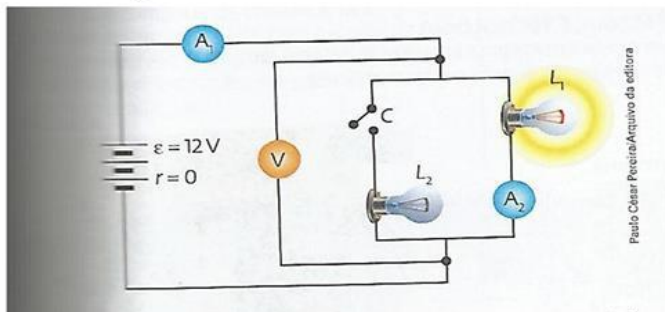 A₁
L₁
C
ε = 12 V
r = 0
V
L₂
A₂
Paulo César Pereira/Arquivo da editora